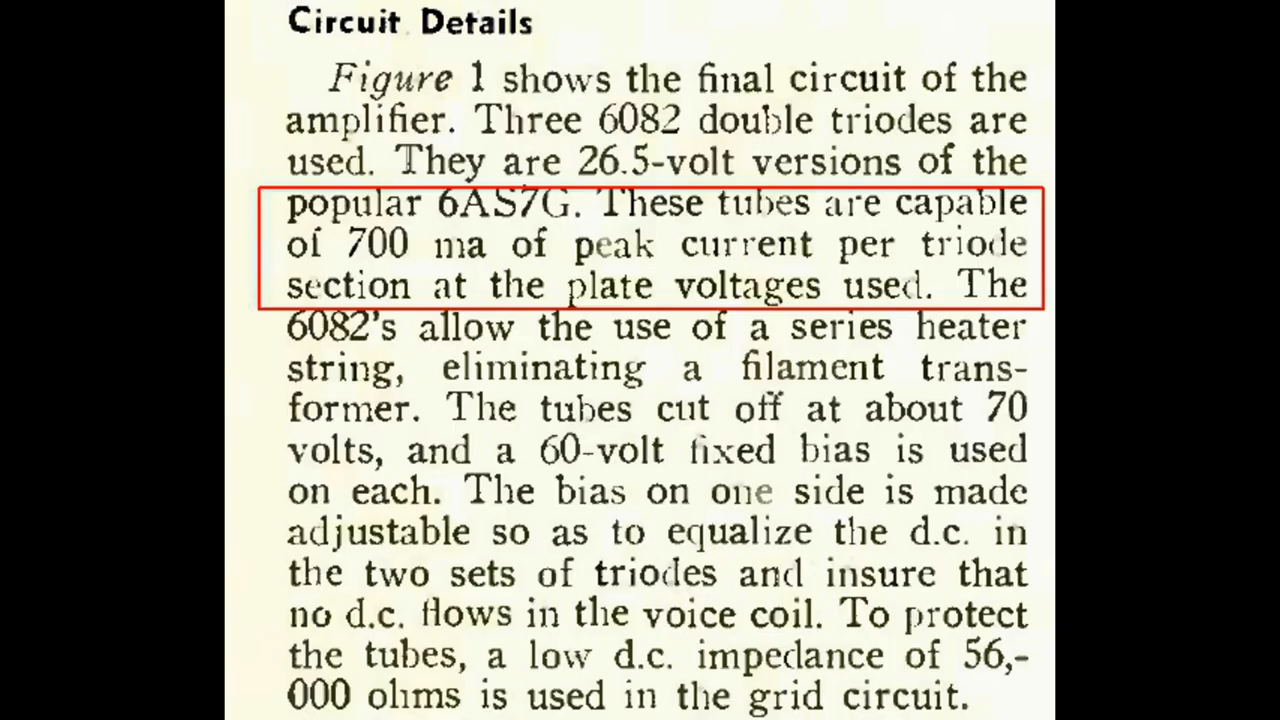 Circuit Details
Figure 1 shows the final circuit of the
amplifier. Three 6082 double triodes are
used. They are 26.5-volt versions of the
popular 6AS7G. These tubes are capable
of 700 ma of peak current per triode
section at the plate voltages used. The
6082's allow the use of a series heater
string, eliminating a filament trans-
former. The tubes cut off at about 70
volts, and a 60-volt fixed bias is used
on each. The bias on one side is made
adjustable so as to equalize the d.c. in
the two sets of triodes and insure that
no d.c. flows in the voice coil. To protect
the tubes, a low d.c. impedance of 56,-
000 ohms is used in the grid circuit.